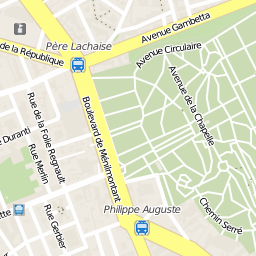 Avenue Gambetta
Père Lachaise
Avenue Circulaire
de la République
Avenue de la Chapelle
Rue de la Folie Regnault
Boulevard de Ménilmontant
Duranti
Rue Merlin
Chemin Serré
Philippe Auguste
Rue Gerbier
ette